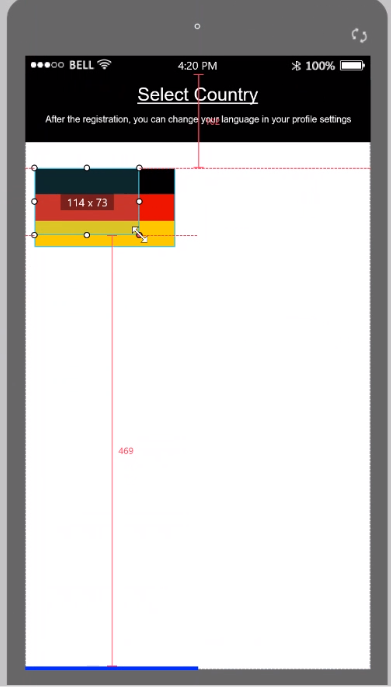 BELL 4:20 PM 100%
Select Country
After the registration, you can change your language in your profile settings
114 x 73
469